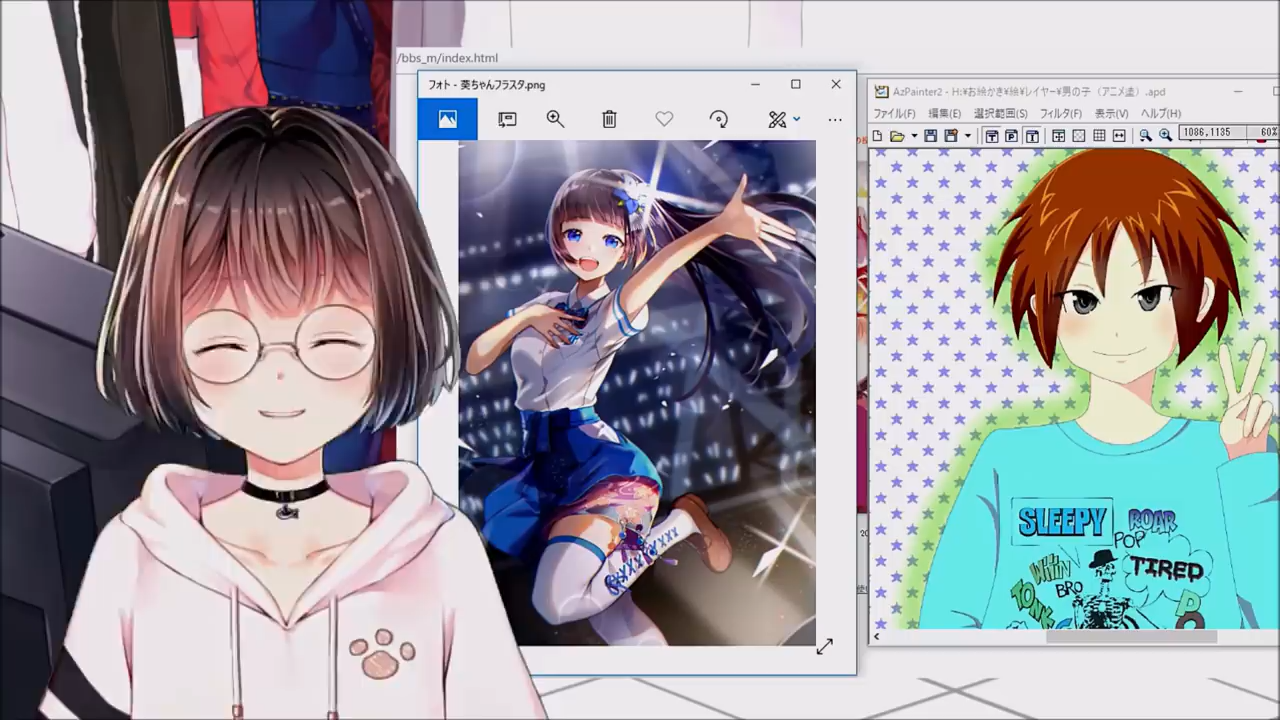 /bbs_m/index.html
フォト - 葵ちゃんフラスタ.png
AzPainter2 - H:¥お絵かき¥絵¥レイヤー¥男の子（アニメ塗）.apd
ファイル(F) 編集(E) 選択範囲(S) フィルタ(F) 表示(V) ヘルプ(H)
1086,1135
SLEEPY
ROAR
POP
BRO
TIRED